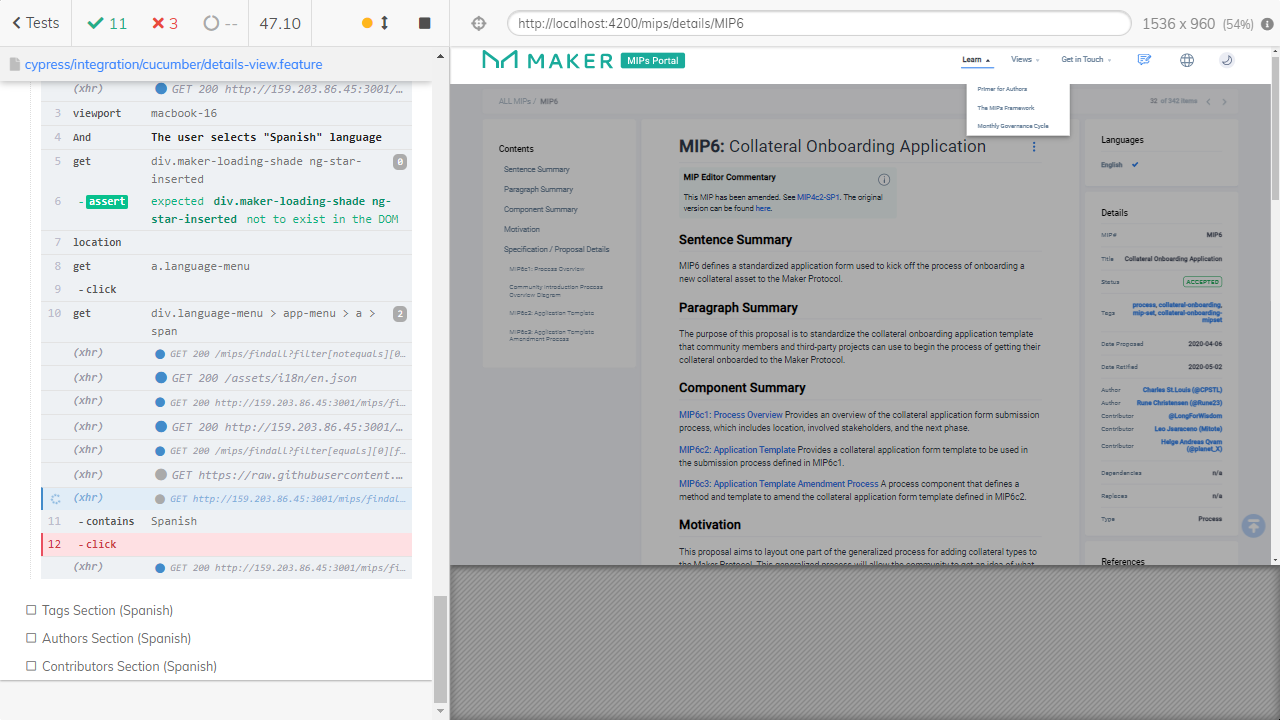 Tests
11
3
--
47.10
http://localhost:4200/mips/details/MIP6
1536 x 960 (54%)
cypress/integration/cucumber/details-view.feature
(xhr) GET 200 http://159.203.86.45:3001/…
3 viewport macbook-16
4 And The user selects "Spanish" language
5 get div.maker-loading-shade ng-star-
inserted 0
6 - assert expected div.maker-loading-shade ng-
star-inserted not to exist in the DOM
7 location
8 get a.language-menu
9 - click
10 get div.language-menu > app-menu > a >
span 2
(xhr) GET 200 /mips/findall?filter[notequals][0…
(xhr) GET 200 /assets/i18n/en.json
(xhr) GET 200 http://159.203.86.45:3001/mips/fi…
(xhr) GET 200 http://159.203.86.45:3001/…
(xhr) GET 200 /mips/findall?filter[equals][0][f…
(xhr) GET https://raw.githubusercontent.…
(xhr) GET http://159.203.86.45:3001/mips/findal…
11 - contains Spanish
12 - click
(xhr) GET 200 http://159.203.86.45:3001/mips/fi…
Tags Section (Spanish)
Authors Section (Spanish)
Contributors Section (Spanish)
MAKER MIPs Portal
Learn
Views
Get in Touch
Primer for Authors
The MIPs Framework
Monthly Governance Cycle
ALL MIPs / MIP6
32 of 342 items
Contents
Sentence Summary
Paragraph Summary
Component Summary
Motivation
Specification / Proposal Details
MIP6c1: Process Overview
Community Introduction Process
Overview Diagram
MIP6c2: Application Template
MIP6c3: Application Template
Amendment Process
MIP6: Collateral Onboarding Application
MIP Editor Commentary
This MIP has been amended. See MIP4c2-SP1. The original
version can be found here.
Sentence Summary
MIP6 defines a standardized application form used to kick off the process of onboarding a
new collateral asset to the Maker Protocol.
Paragraph Summary
The purpose of this proposal is to standardize the collateral onboarding application template
that community members and third-party projects can use to begin the process of getting their
collateral onboarded to the Maker Protocol.
Component Summary
MIP6c1: Process Overview Provides an overview of the collateral application form submission
process, which includes location, involved stakeholders, and the next phase.
MIP6c2: Application Template Provides a collateral application form template to be used in
the submission process defined in MIP6c1.
MIP6c3: Application Template Amendment Process A process component that defines a
method and template to amend the collateral application form template defined in MIP6c2.
Motivation
This proposal aims to layout one part of the generalized process for adding collateral types to
the Maker Protocol. This generalized process will allow the community to get an idea of what
Languages
English
Details
MIP# MIP6
Title Collateral Onboarding Application
Status ACCEPTED
Tags process, collateral-onboarding,
mip-set, collateral-onboarding-
mipset
Date Proposed 2020-04-06
Date Ratified 2020-05-02
Author Charles St.Louis (@CPSTL)
Author Rune Christensen (@Rune23)
Contributor @LongForWisdom
Contributor Leo Jsaraceno (Mitote)
Contributor Helge Andreas Qvam
(@planet_X)
Dependencies n/a
Replaces n/a
Type Process
References